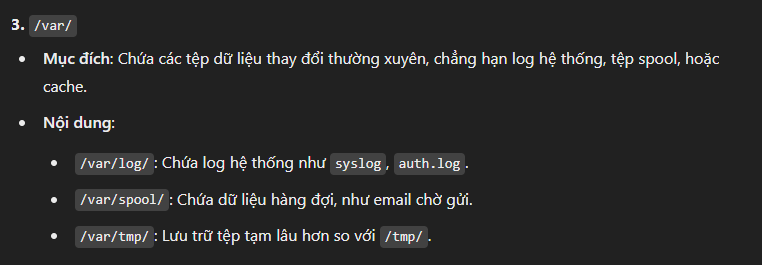 3. /var/
• Mục đích: Chứa các tệp dữ liệu thay đổi thường xuyên, chẳng hạn log hệ thống, tệp spool, hoặc
cache.
• Nội dung:
• /var/log/: Chứa log hệ thống như syslog, auth.log.
• /var/spool/: Chứa dữ liệu hàng đợi, như email chờ gửi.
• /var/tmp/: Lưu trữ tệp tạm lâu hơn so với /tmp/.